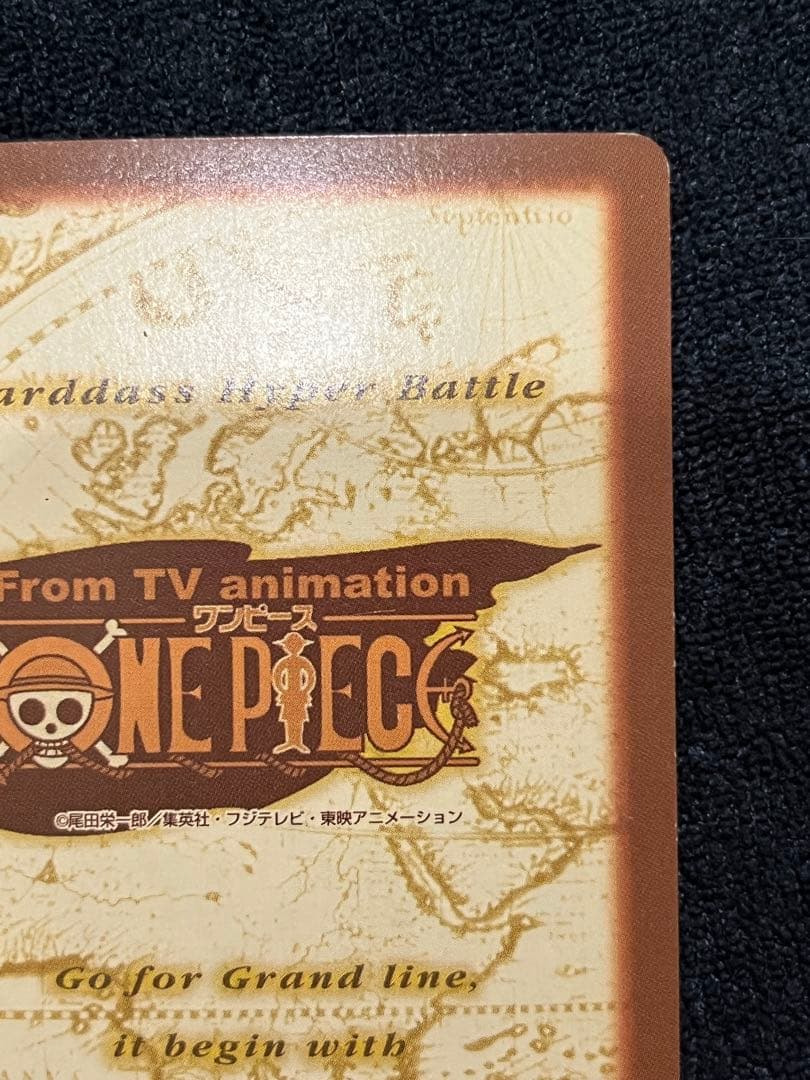 Septentrio
arddass Hyper Battle
From TV animation
ワンピース
ONE PIECE
©尾田栄一郎／集英社・フジテレビ・東映アニメーション
Go for Grand line,
it begin with